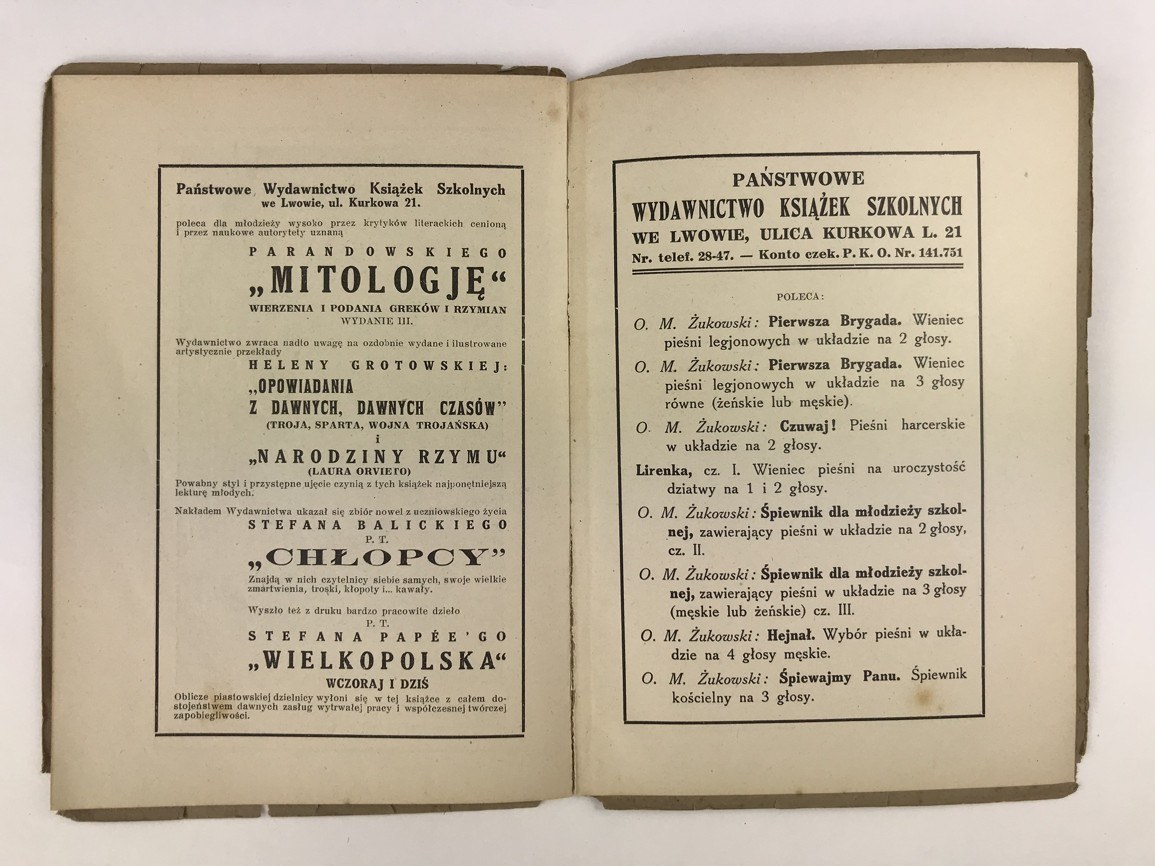 Państwowe Wydawnictwo Książek Szkolnych
we Lwowie, ul. Kurkowa 21.
poleca dla młodzieży wysoko przez krytyków literackich cenioną
i przez naukowe autorytety uznaną
PARANDOWSKIEGO
„MITOLOGJĘ“
WIERZENIA I PODANIA GREKÓW I RZYMIAN
WYDANIE III.
Wydawnictwo zwraca nadto uwagę na ozdobnie wydane i ilustrowane
artystycznie przekłady
HELENY GROTOWSKIEJ:
„OPOWIADANIA
Z DAWNYCH, DAWNYCH CZASÓW”
(TROJA, SPARTA, WOJNA TROJAŃSKA)
i
„NARODZINY RZYMU“
(LAURA ORVIETO)
Powabny styl i przystępne ujęcie czynią z tych książek najponętniejszą
lekturę młodych.
Nakładem Wydawnictwa ukazał się zbiór nowel z uczniowskiego życia
STEFANA BALICKIEGO
P. T.
„CHŁOPCY”
Znajdą w nich czytelnicy siebie samych, swoje wielkie
zmartwienia, troski, kłopoty i... kawały.
Wyszło też z druku bardzo pracowite dzieło
P. T.
STEFANA PAPÉE'GO
„WIELKOPOLSKA“
WCZORAJ I DZIŚ
Oblicze piastowskiej dzielnicy wyłoni się w tej książce z całem do-
stojeństwem dawnych zasług wytrwałej pracy i współczesnej twórczej
zapobiegliwości.
PAŃSTWOWE
WYDAWNICTWO KSIĄŻEK SZKOLNYCH
WE LWOWIE, ULICA KURKOWA L. 21
Nr. telef. 28-47. — Konto czek. P. K. O. Nr. 141.751
POLECA:
O. M. Żukowski: Pierwsza Brygada. Wieniec
pieśni legjonowych w układzie na 2 głosy.
O. M. Żukowski: Pierwsza Brygada. Wieniec
pieśni legjonowych w układzie na 3 głosy
równe (żeńskie lub męskie).
O. M. Żukowski: Czuwaj! Pieśni harcerskie
w układzie na 2 głosy.
Lirenka, cz. I. Wieniec pieśni na uroczystość
dziatwy na 1 i 2 głosy.
O. M. Żukowski: Śpiewnik dla młodzieży szkol-
nej, zawierający pieśni w układzie na 2 głosy,
cz. II.
O. M. Żukowski: Śpiewnik dla młodzieży szkol-
nej, zawierający pieśni w układzie na 3 głosy
(męskie lub żeńskie) cz. III.
O. M. Żukowski: Hejnał. Wybór pieśni w ukła-
dzie na 4 głosy męskie.
O. M. Żukowski: Śpiewajmy Panu. Śpiewnik
kościelny na 3 głosy.